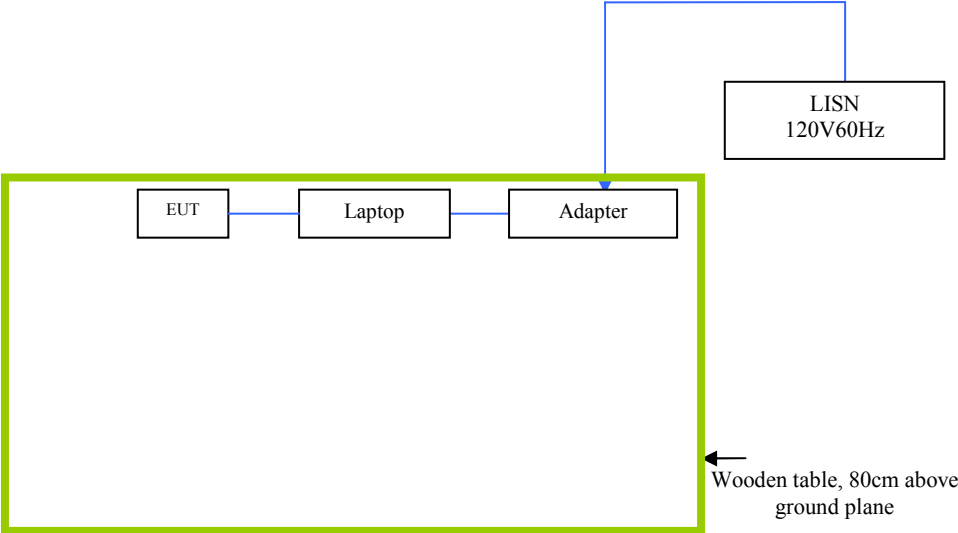 LISN
120V60Hz
EUT
Laptop
Adapter
Wooden table, 80cm above
ground plane